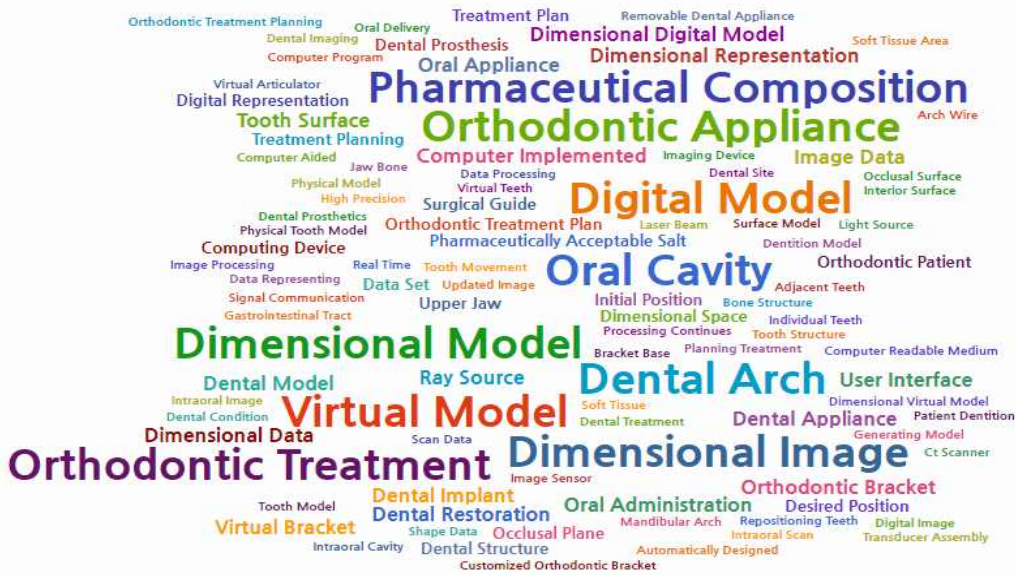 Treatment Plan
Removable Dental Appliance
Orthodontic Treatment Planning
Oral Delivery
Dimensional Digital Model
Dental Imaging
Dental Prosthesis
Soft Tissue Area
Computer Program
Oral Appliance
Dimensional Representation
Virtual Articulator
Pharmaceutical Composition
Digital Representation
Tooth Surface
Orthodontic Appliance
Arch Wire
Treatment Planning
Computer Aided
Computer Implemented
Imaging Device
Image Data
Jaw Bone
Data Processing
Dental Site
Occlusal Surface
Physical Model
Virtual Teeth
Digital Model
Interior Surface
High Precision
Surgical Guide
Dental Prosthetics
Orthodontic Treatment Plan
Laser Beam
Surface Model
Light Source
Physical Tooth Model
Computing Device
Pharmaceutically Acceptable Salt
Dentition Model
Image Processing
Real Time
Tooth Movement
Oral Cavity
Orthodontic Patient
Data Representing
Data Set
Updated Image
Adjacent Teeth
Signal Communication
Upper Jaw
Initial Position
Bone Structure
Gastrointestinal Tract
Dimensional Space
Individual Teeth
Processing Continues
Tooth Structure
Dimensional Model
Bracket Base
Planning Treatment
Computer Readable Medium
Dental Model
Ray Source
Dental Arch
User Interface
Intraoral Image
Virtual Model
Soft Tissue
Dimensional Virtual Model
Dental Condition
Dental Treatment
Dental Appliance
Patient Dentition
Dimensional Data
Scan Data
Generating Model
Orthodontic Treatment
Dimensional Image
Ct Scanner
Image Sensor
Orthodontic Bracket
Dental Implant
Tooth Model
Dental Restoration
Oral Administration
Desired Position
Virtual Bracket
Shape Data
Occlusal Plane
Mandibular Arch
Repositioning Teeth
Digital Image
Intraoral Scan
Transducer Assembly
Intraoral Cavity
Dental Structure
Automatically Designed
Customized Orthodontic Bracket